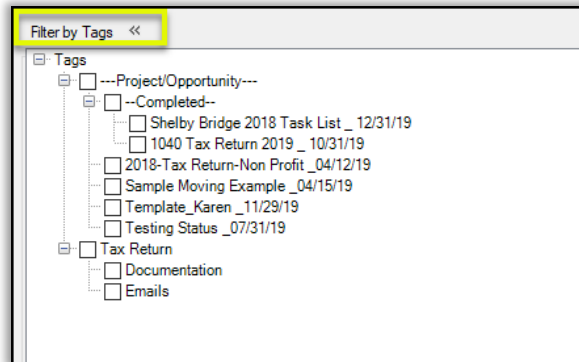 Filter by Tags «
Tags
---Project/Opportunity---
--Completed--
Shelby Bridge 2018 Task List _ 12/31/19
1040 Tax Return 2019 _ 10/31/19
2018-Tax Return-Non Profit _04/12/19
Sample Moving Example _04/15/19
Template_Karen _11/29/19
Testing Status _07/31/19
Tax Return
Documentation
Emails